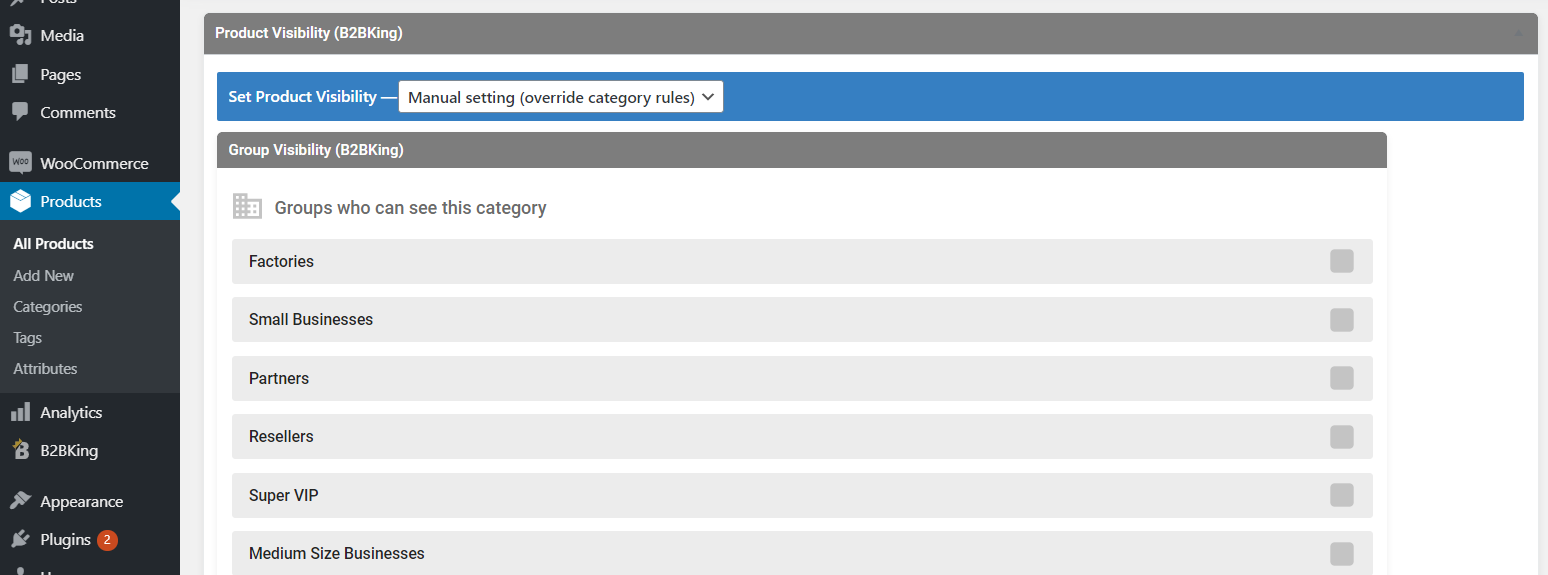 Posts
Media
Pages
Comments
WooCommerce
Products
All Products
Add New
Categories
Tags
Attributes
Analytics
B2BKing
Appearance
Plugins 2
Product Visibility (B2BKing)
Set Product Visibility — Manual setting (override category rules)
Group Visibility (B2BKing)
Groups who can see this category
Factories
Small Businesses
Partners
Resellers
Super VIP
Medium Size Businesses